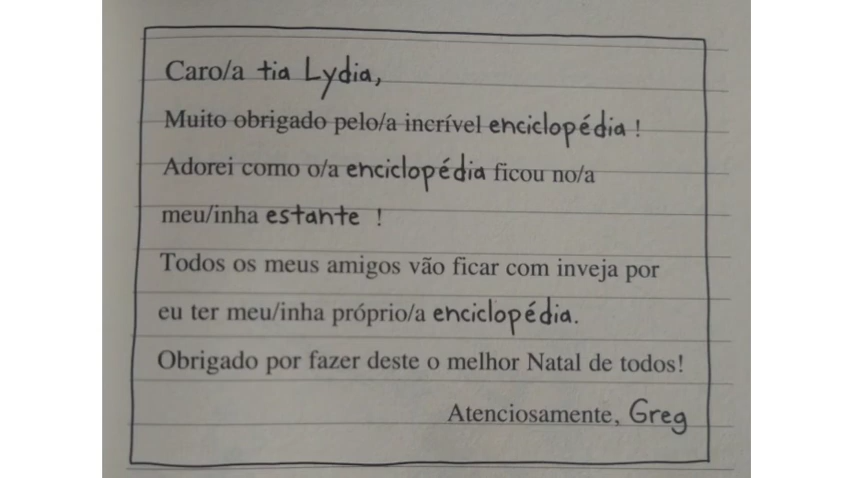 Caro/a tia Lydia,
Muito obrigado pelo/a incrível enciclopédia !
Adorei como o/a enciclopédia ficou no/a
meu/inha estante !
Todos os meus amigos vão ficar com inveja por
eu ter meu/inha próprio/a enciclopédia.
Obrigado por fazer deste o melhor Natal de todos!
Atenciosamente, Greg